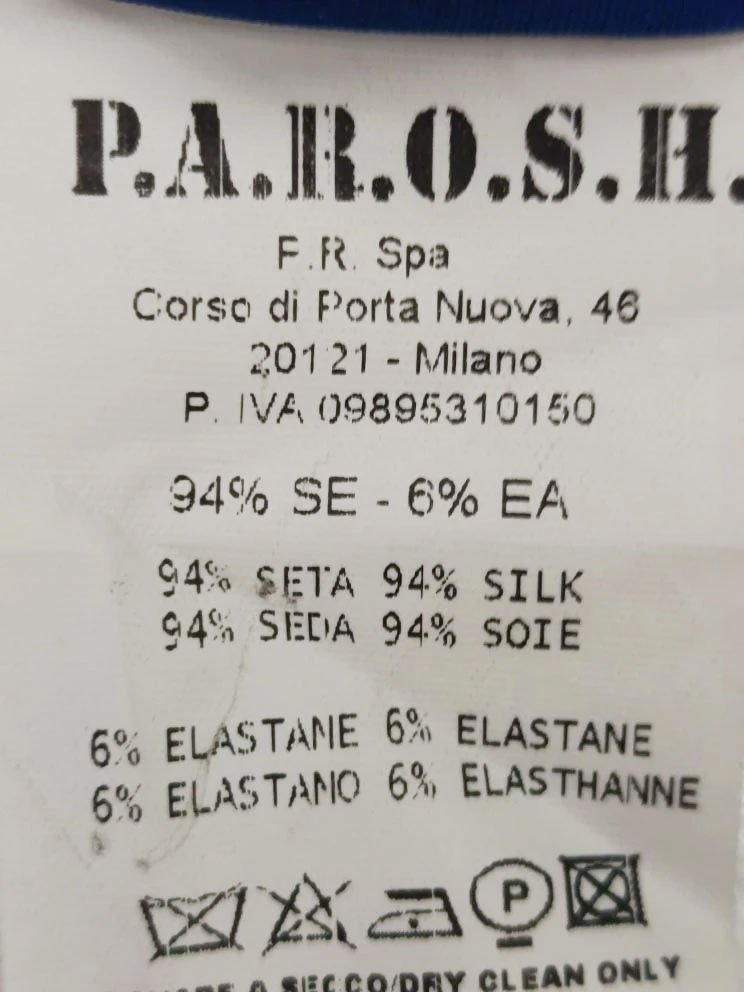 P.A.R.O.S.H.
F.R. Spa
Corso di Porta Nuova, 46
20121 - Milano
P. IVA 09895310150
94% SE - 6% EA
94% SETA 94% SILK
94% SEDA 94% SOIE
6% ELASTANE 6% ELASTANE
6% ELASTANO 6% ELASTHANNE
P
A SECCO/DRY CLEAN ONLY